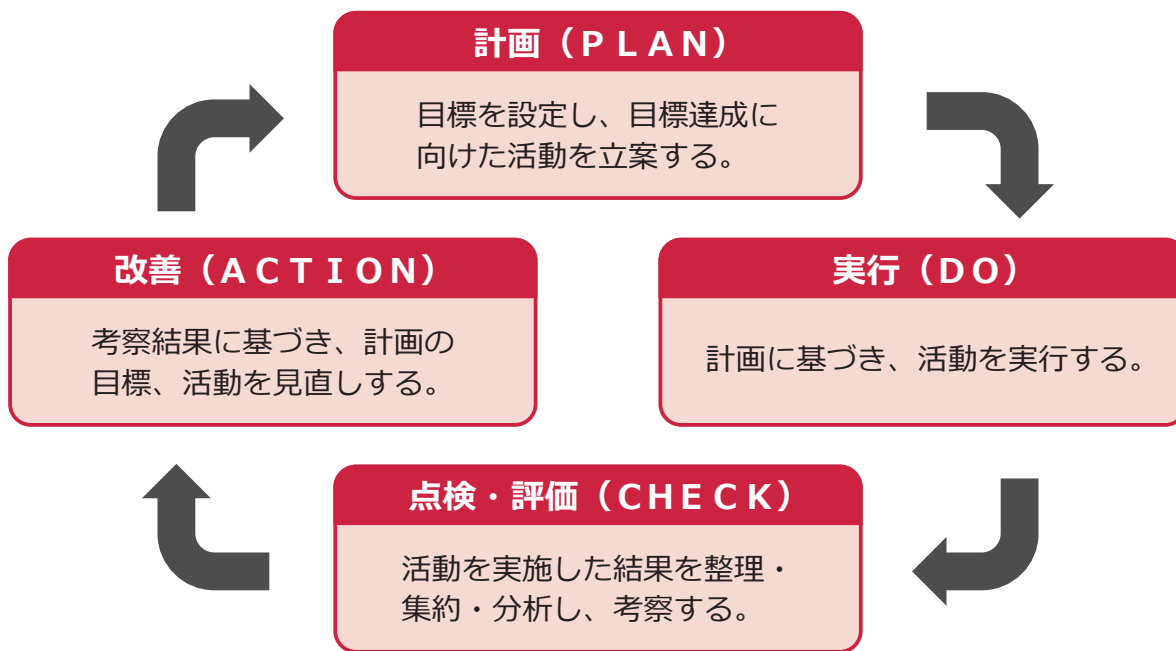 計画（ＰＬＡＮ）
目標を設定し、目標達成に
向けた活動を立案する。
実行（ＤＯ）
計画に基づき、活動を実行する。
点検・評価（ＣＨＥＣＫ）
活動を実施した結果を整理・
集約・分析し、考察する。
改善（ＡＣＴＩＯＮ）
考察結果に基づき、計画の
目標、活動を見直しする。